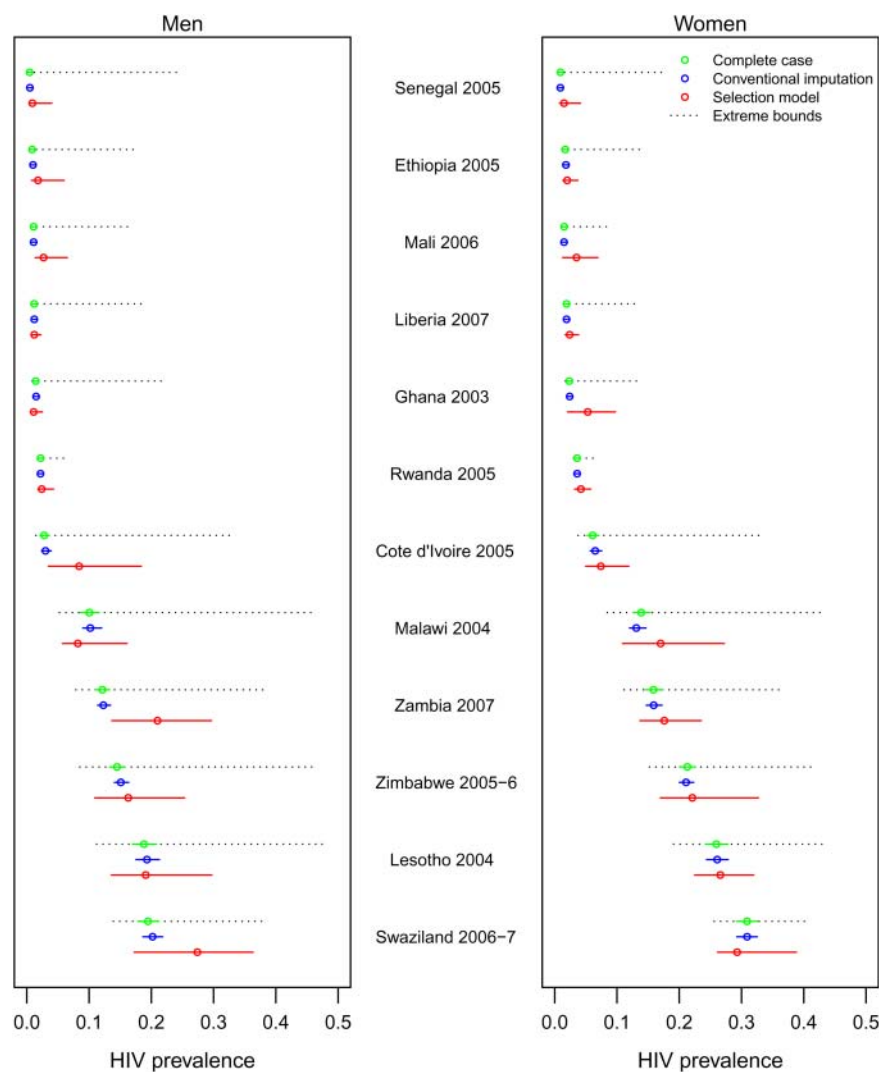 Men
Women
Complete case
Conventional imputation
Selection model
Extreme bounds
Senegal 2005
Ethiopia 2005
Mali 2006
Liberia 2007
Ghana 2003
Rwanda 2005
Cote d'Ivoire 2005
Malawi 2004
Zambia 2007
Zimbabwe 2005−6
Lesotho 2004
Swaziland 2006−7
0.0 0.1 0.2 0.3 0.4 0.5
0.0 0.1 0.2 0.3 0.4 0.5
HIV prevalence
HIV prevalence